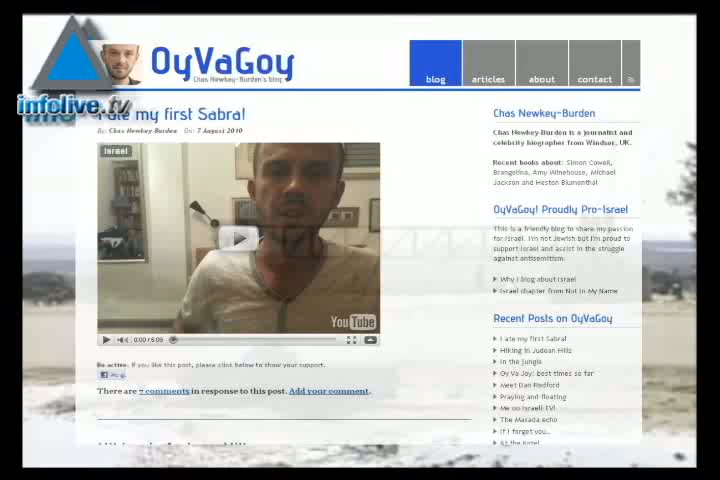 OyVaGoy
Chas Newkey-Burden's blog
blog
articles
about
contact
infolive.tv
I ate my first Sabra!
By: Chas Newkey-Burden On: 7 August 2010
Israel
YouTube
0:00 / 5:09
Be active: If you like this post, please click below to show your support.
There are 7 comments in response to this post. Add your comment.
Chas Newkey-Burden
Chas Newkey-Burden is a journalist and
celebrity biographer from Windsor, UK.
Recent books about: Simon Cowell,
Brangelina, Amy Winehouse, Michael
Jackson and Heston Blumenthal
OyVaGoy! Proudly Pro-Israel
This is a friendly blog to share my passion
for Israel. I'm not Jewish but I'm proud to
support Israel and assist in the struggle
against antisemitism.
Why I blog about Israel
Israel chapter from Not In My Name
Recent Posts on OyVaGoy
I ate my first Sabra!
Hiking in Judean Hills
In the jungle
Oy Va Joy: best times so far
Meet Dan Redford
Praying and floating
Me on Israeli TV!
The Masada echo
If I forget you...
At the Kotel